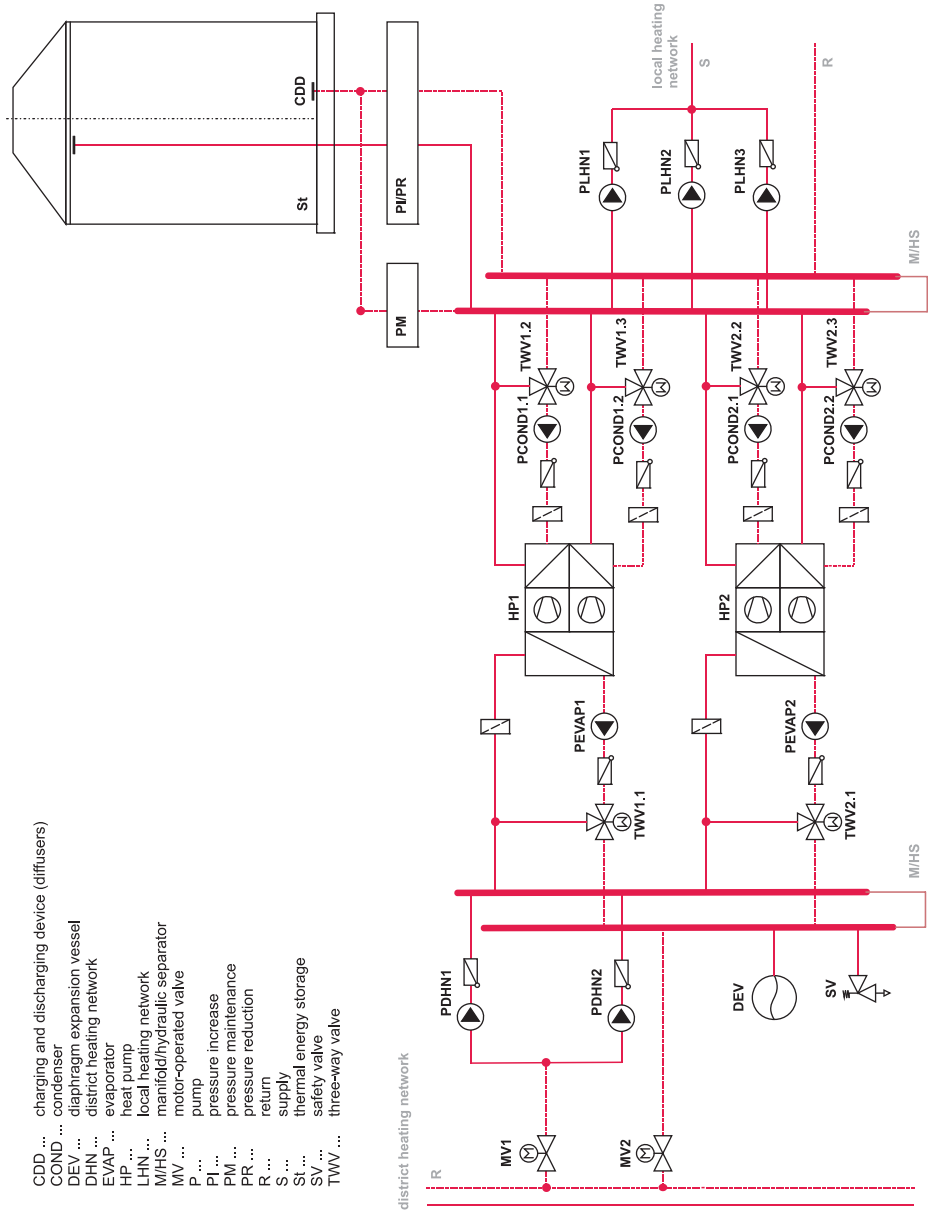 CDD ... charging and discharging device (diffusers)
COND ... condenser
DEV ... diaphragm expansion vessel
DHN ... district heating network
EVAP ... evaporator
HP ... heat pump
LHN ... local heating network
M/HS ... manifold/hydraulic separator
MV ... motor-operated valve
P ... pump
PI ... pressure increase
PM ... pressure maintenance
PR ... pressure reduction
R ... return
S ... supply
St ... thermal energy storage
SV ... safety valve
TWV ... three-way valve
district heating network
R
MV1
M
MV2
M
PDHN1
PDHN2
DEV
SV
M/HS
TWV1.1
M
PEVAP1
TWV2.1
M
PEVAP2
HP1
HP2
PCOND1.1
TWV1.2
M
PCOND1.2
TWV1.3
M
PCOND2.1
TWV2.2
M
PCOND2.2
TWV2.3
M
M/HS
PM
PI/PR
St
CDD
PLHN1
PLHN2
PLHN3
local heating
network
S
R